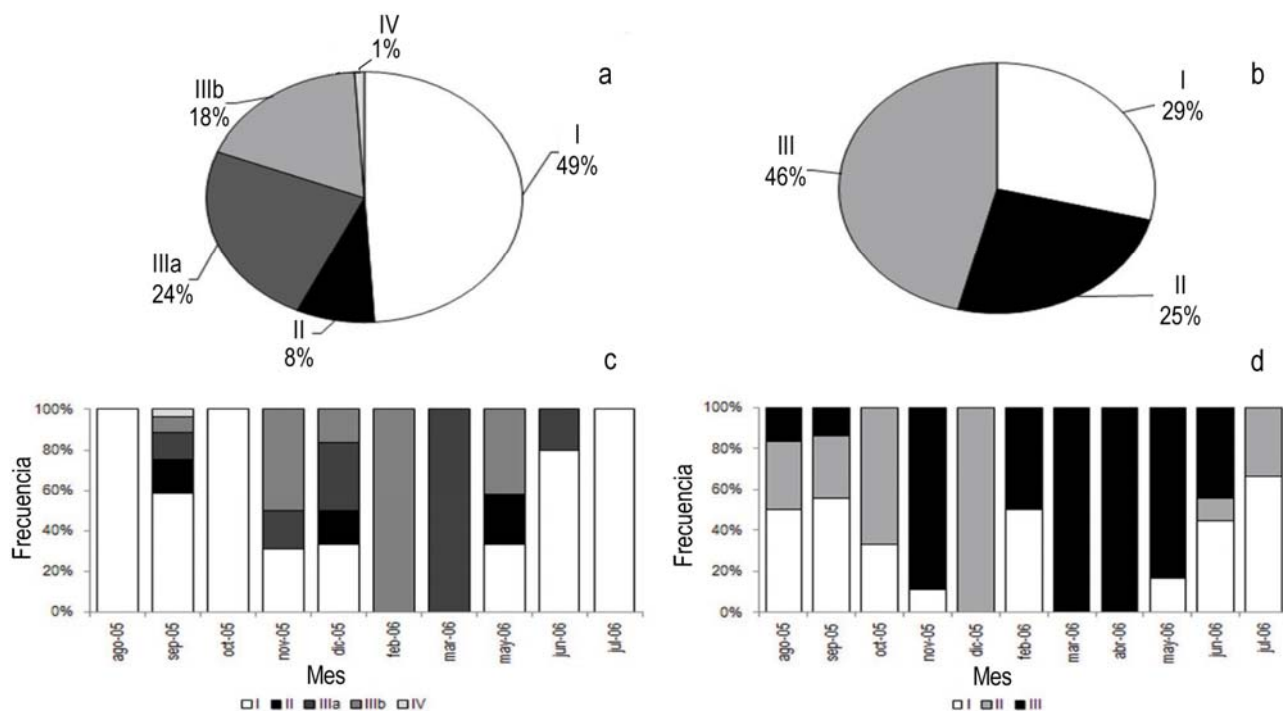 a
IV
1%
IIIb
18%
I
49%
IIIa
24%
II
8%
b
I
29%
III
46%
II
25%
c
Frecuencia
100%
80%
60%
40%
20%
0%
ago-05
sep-05
oct-05
nov-05
dic-05
feb-06
mar-06
may-06
jun-06
jul-06
Mes
I II IIIa IIIb IV
d
Frecuencia
100%
80%
60%
40%
20%
0%
ago-05
sep-05
oct-05
nov-05
dic-05
feb-06
mar-06
abr-06
may-06
jun-06
jul-06
Mes
I II III